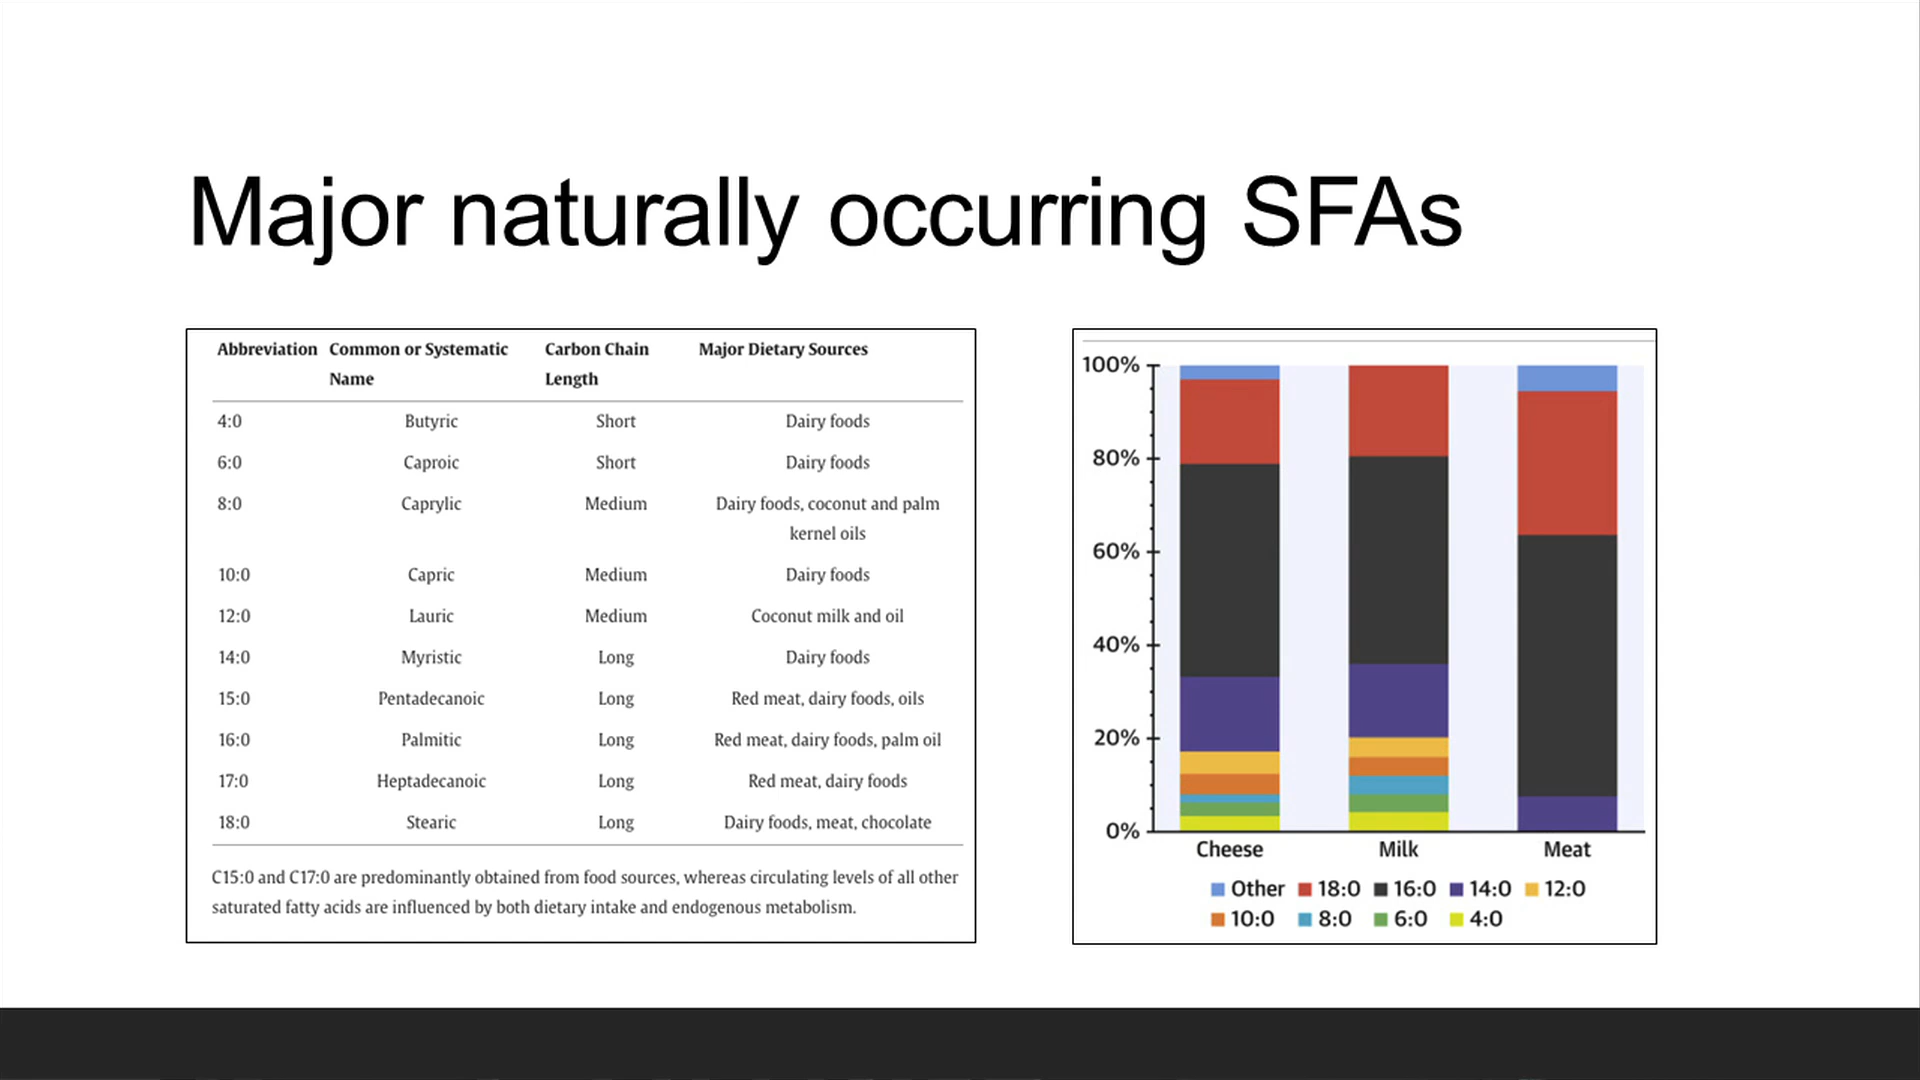 Major naturally occurring SFAs
Abbreviation Common or Systematic Name Carbon Chain Length Major Dietary Sources
4:0 Butyric Short Dairy foods
6:0 Caproic Short Dairy foods
8:0 Caprylic Medium Dairy foods, coconut and palm kernel oils
10:0 Capric Medium Dairy foods
12:0 Lauric Medium Coconut milk and oil
14:0 Myristic Long Dairy foods
15:0 Pentadecanoic Long Red meat, dairy foods, oils
16:0 Palmitic Long Red meat, dairy foods, palm oil
17:0 Heptadecanoic Long Red meat, dairy foods
18:0 Stearic Long Dairy foods, meat, chocolate
C15:0 and C17:0 are predominantly obtained from food sources, whereas circulating levels of all other
saturated fatty acids are influenced by both dietary intake and endogenous metabolism.
100%
80%
60%
40%
20%
0%
Cheese Milk Meat
Other 18:0 16:0 14:0 12:0
10:0 8:0 6:0 4:0